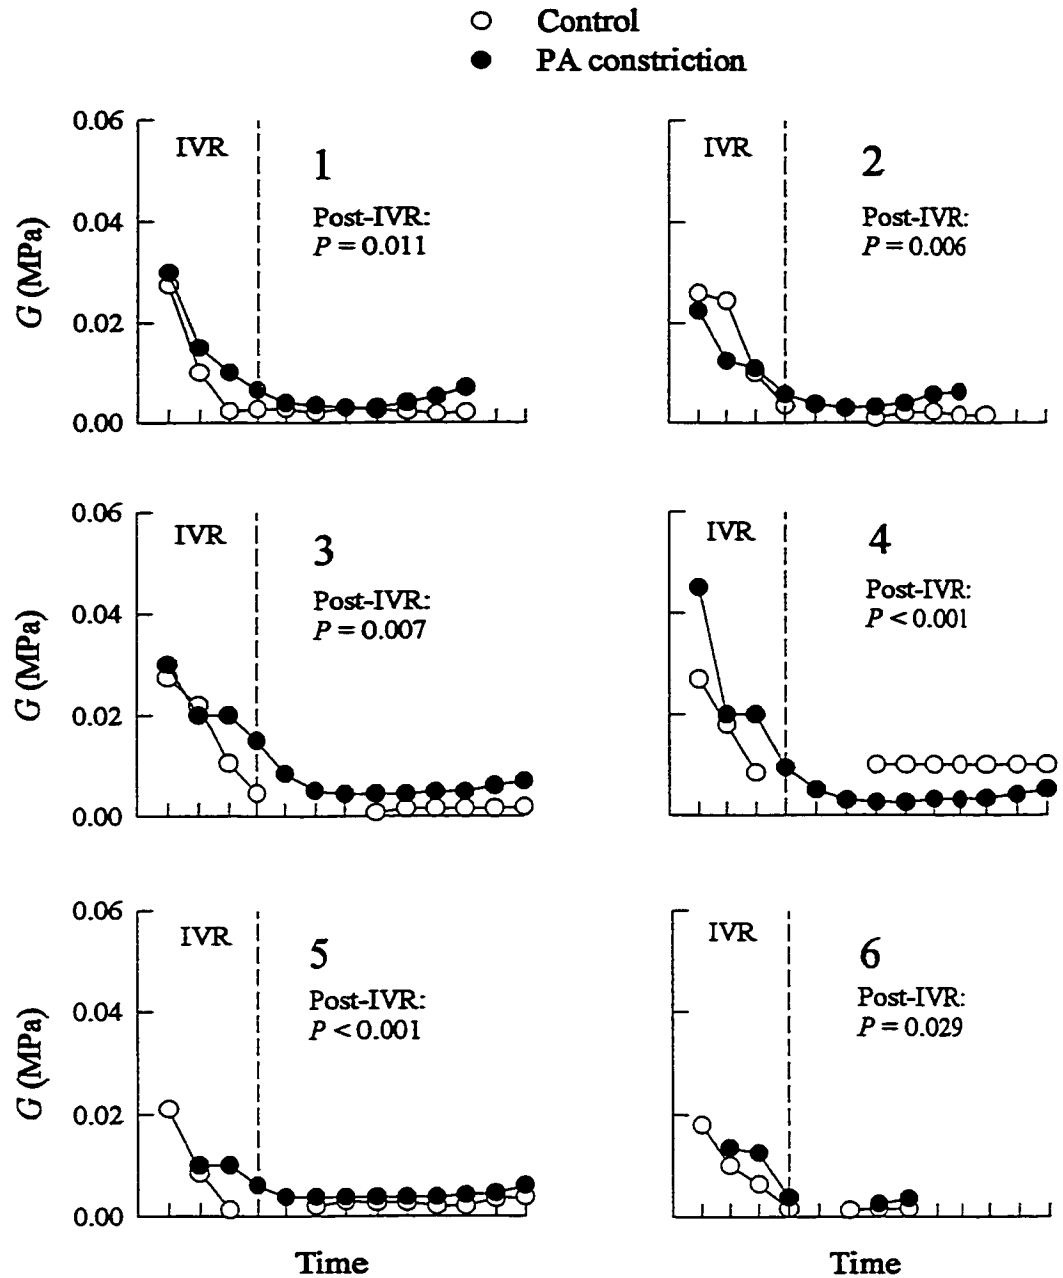 Control
PA constriction
0.06
IVR
1
Post-IVR:
P = 0.011
0.04
0.02
0.00
G (MPa)
IVR
2
Post-IVR:
P = 0.006
0.06
IVR
3
Post-IVR:
P = 0.007
0.04
0.02
0.00
G (MPa)
IVR
4
Post-IVR:
P < 0.001
0.06
IVR
5
Post-IVR:
P < 0.001
0.04
0.02
0.00
G (MPa)
Time
IVR
6
Post-IVR:
P = 0.029
Time